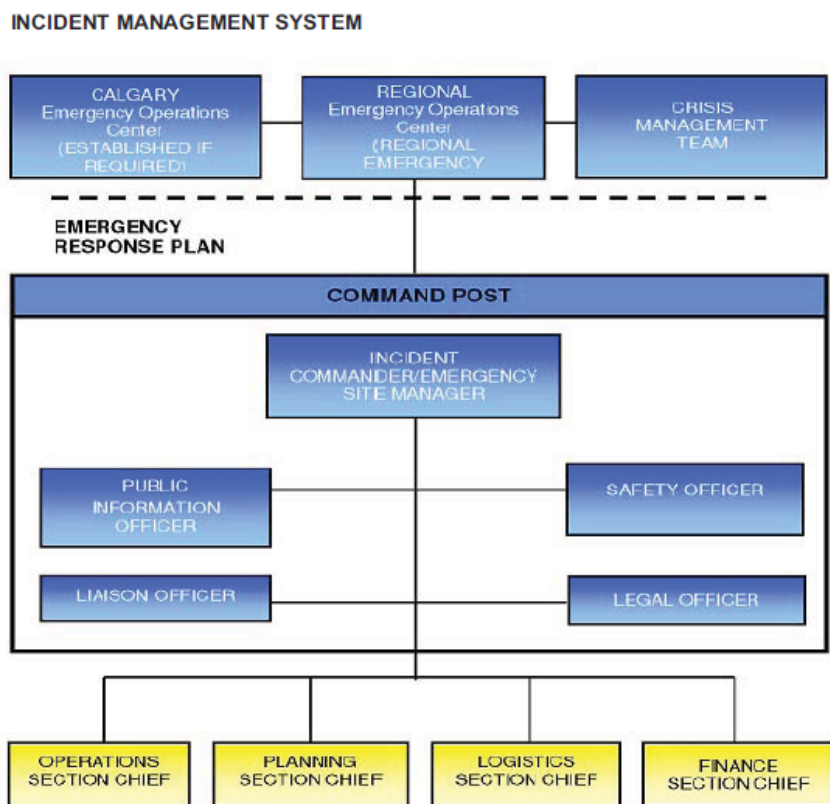 INCIDENT MANAGEMENT SYSTEM
CALGARY
Emergency Operations
Center
(ESTABLISHED IF
REQUIRED)
REGIONAL
Emergency Operations
Center
(REGIONAL
EMERGENCY
CRISIS
MANAGEMENT
TEAM
EMERGENCY
RESPONSE PLAN
COMMAND POST
INCIDENT
COMMANDER/EMERGENCY
SITE MANAGER
PUBLIC
INFORMATION
OFFICER
SAFETY OFFICER
LIAISON OFFICER
LEGAL OFFICER
OPERATIONS
SECTION CHIEF
PLANNING
SECTION CHIEF
LOGISTICS
SECTION CHIEF
FINANCE
SECTION CHIEF